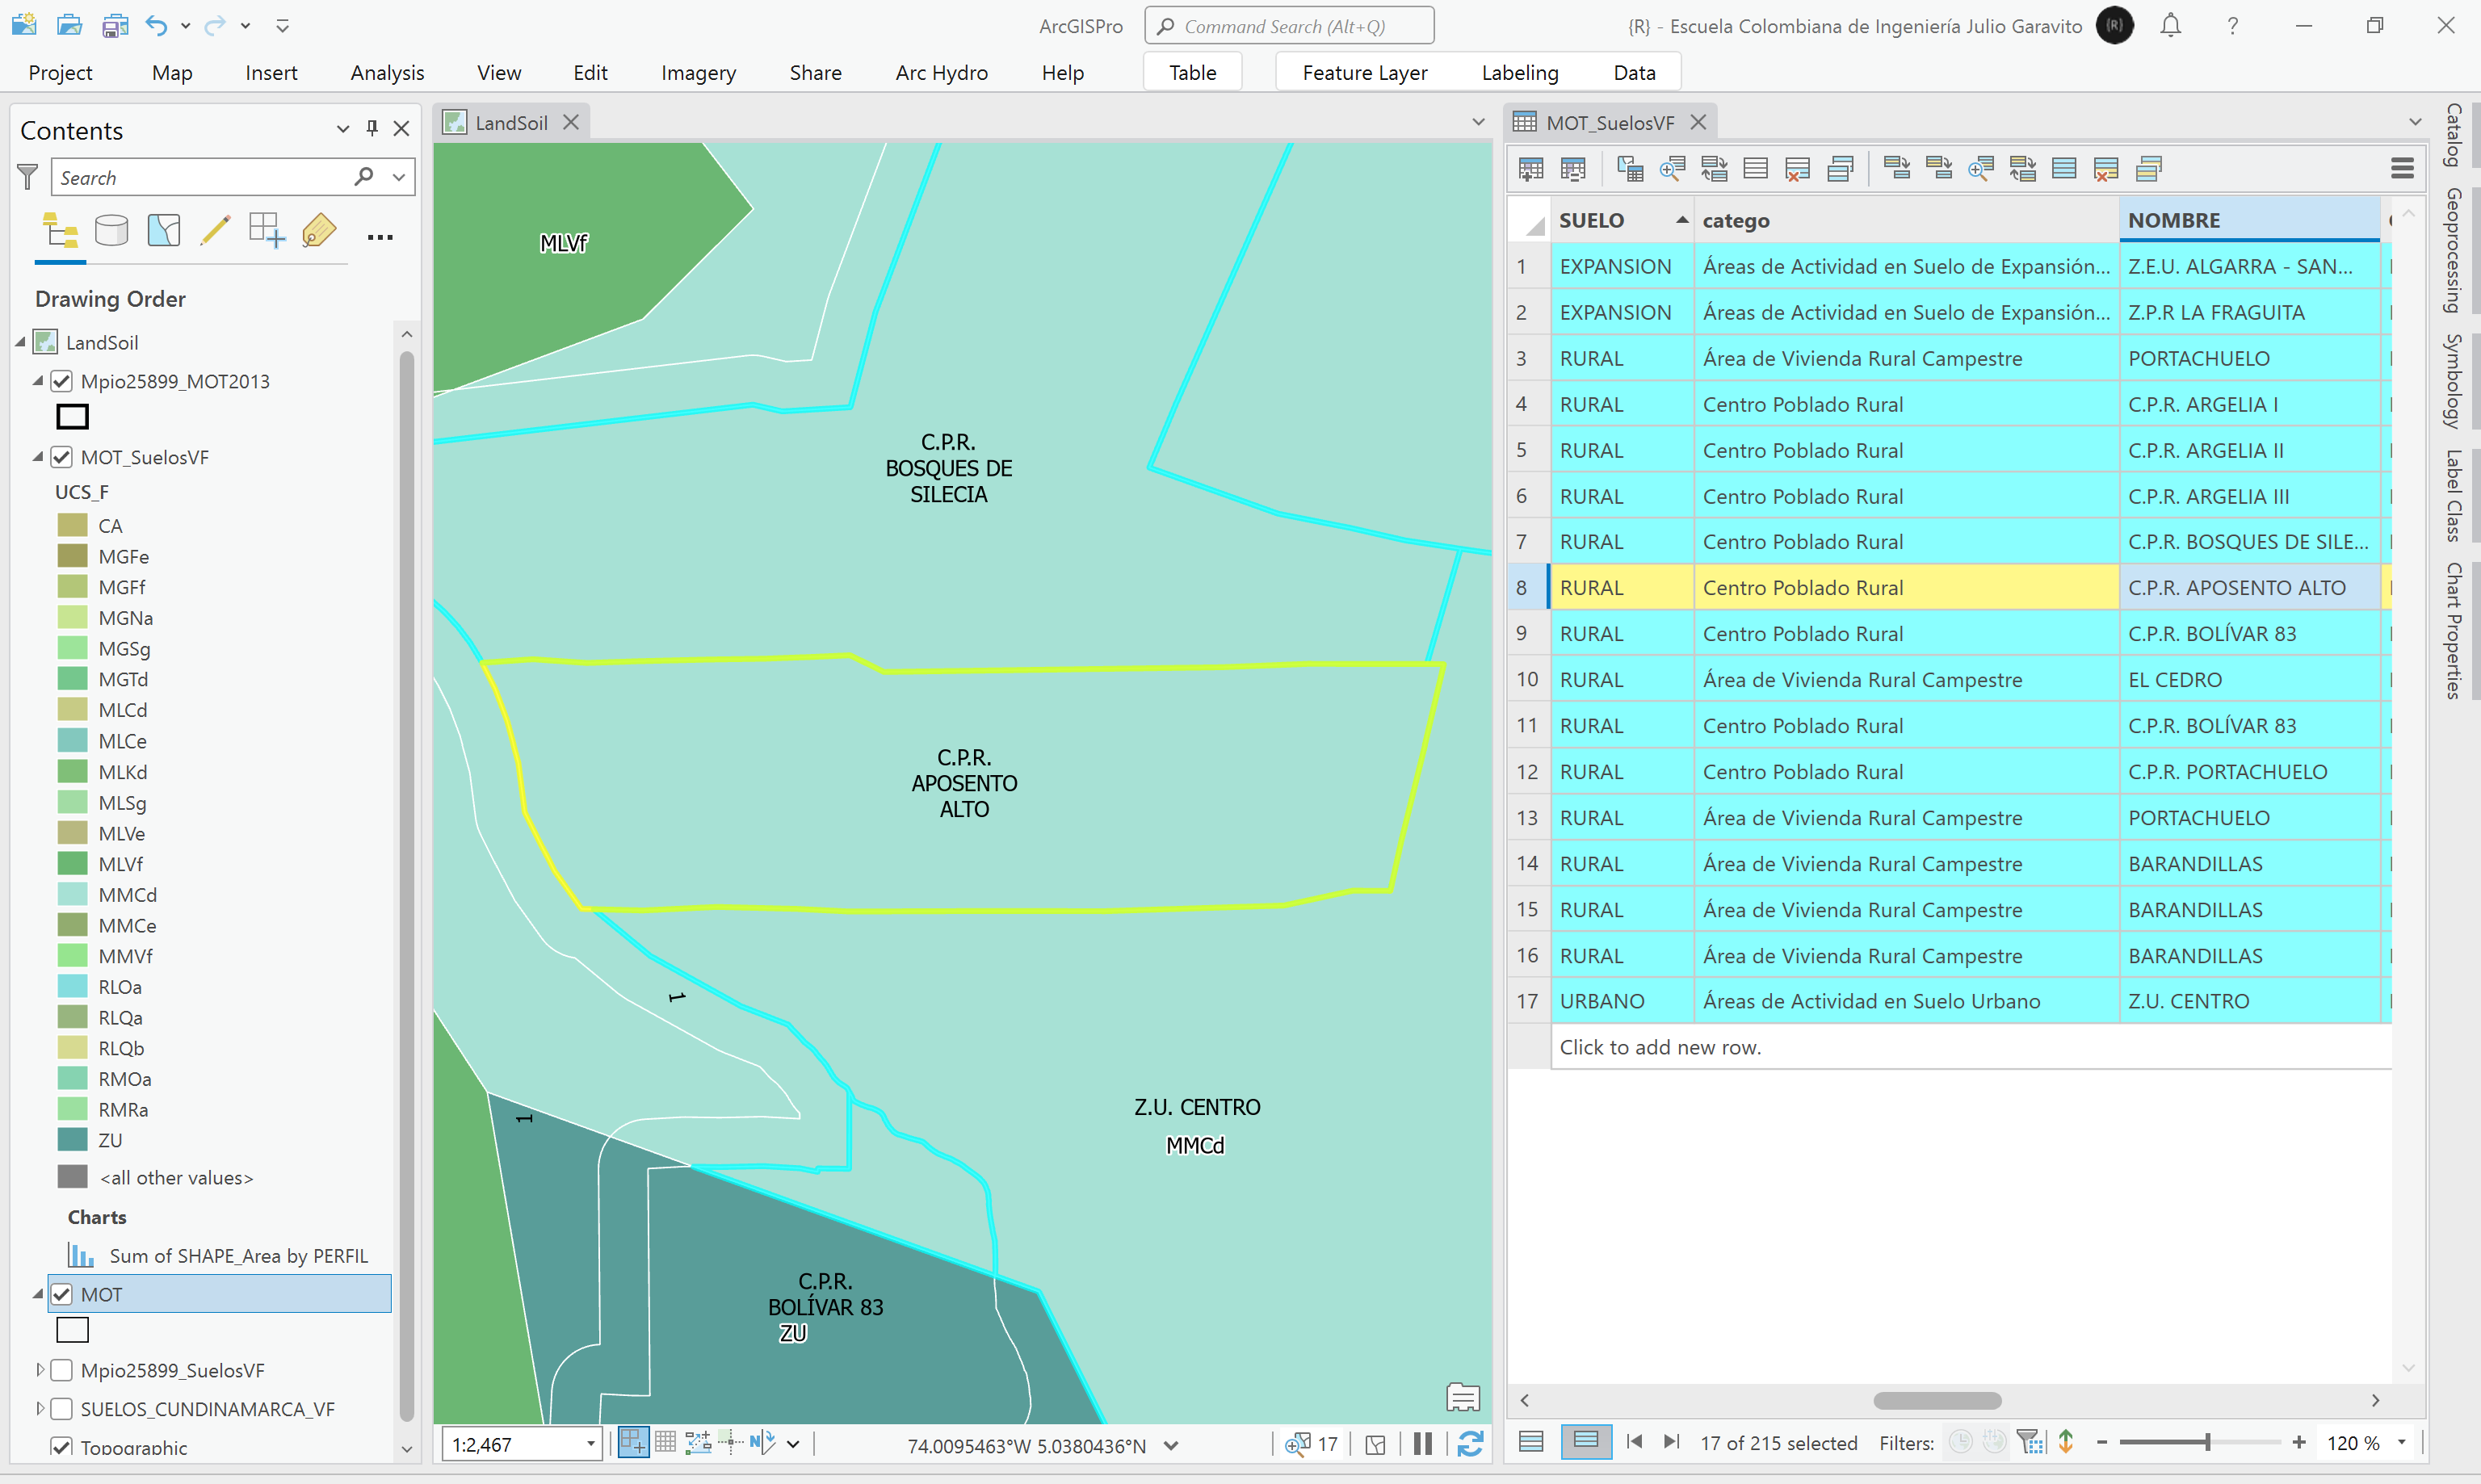 ArcGISPro
Command Search (Alt+Q)
{R} - Escuela Colombiana de Ingeniería Julio Garavito
{R}
Project
Map
Insert
Analysis
View
Edit
Imagery
Share
Arc Hydro
Help
Table
Feature Layer
Labeling
Data
Contents
Search
Drawing Order
LandSoil
Mpio25899_MOT2013
MOT_SuelosVF
UCS_F
CA
MGFe
MGFf
MGNa
MGSg
MGTd
MLCd
MLCe
MLKd
MLSg
MLVe
MLVf
MMCd
MMCe
MMVf
RLOa
RLQa
RLQb
RMOa
RMRa
ZU
<all other values>
Charts
Sum of SHAPE_Area by PERFIL
MOT
Mpio25899_SuelosVF
SUELOS_CUNDINAMARCA_VF
Topographic
LandSoil
MLVf
C.P.R.
BOSQUES DE
SILECIA
C.P.R.
APOSENTO
ALTO
1
1
Z.U. CENTRO
MMCd
C.P.R.
BOLÍVAR 83
ZU
1:2,467
74.0095463°W 5.0380436°N
17
MOT_SuelosVF
SUELO catego NOMBRE
1 EXPANSION Áreas de Actividad en Suelo de Expansión... Z.E.U. ALGARRA - SAN...
2 EXPANSION Áreas de Actividad en Suelo de Expansión... Z.P.R LA FRAGUITA
3 RURAL Área de Vivienda Rural Campestre PORTACHUELO
4 RURAL Centro Poblado Rural C.P.R. ARGELIA I
5 RURAL Centro Poblado Rural C.P.R. ARGELIA II
6 RURAL Centro Poblado Rural C.P.R. ARGELIA III
7 RURAL Centro Poblado Rural C.P.R. BOSQUES DE SILE...
8 RURAL Centro Poblado Rural C.P.R. APOSENTO ALTO
9 RURAL Centro Poblado Rural C.P.R. BOLÍVAR 83
10 RURAL Área de Vivienda Rural Campestre EL CEDRO
11 RURAL Centro Poblado Rural C.P.R. BOLÍVAR 83
12 RURAL Centro Poblado Rural C.P.R. PORTACHUELO
13 RURAL Área de Vivienda Rural Campestre PORTACHUELO
14 RURAL Área de Vivienda Rural Campestre BARANDILLAS
15 RURAL Área de Vivienda Rural Campestre BARANDILLAS
16 RURAL Área de Vivienda Rural Campestre BARANDILLAS
17 URBANO Áreas de Actividad en Suelo Urbano Z.U. CENTRO
Click to add new row.
17 of 215 selected
Filters:
120 %
Catalog
Geoprocessing
Symbology
Label Class
Chart Properties